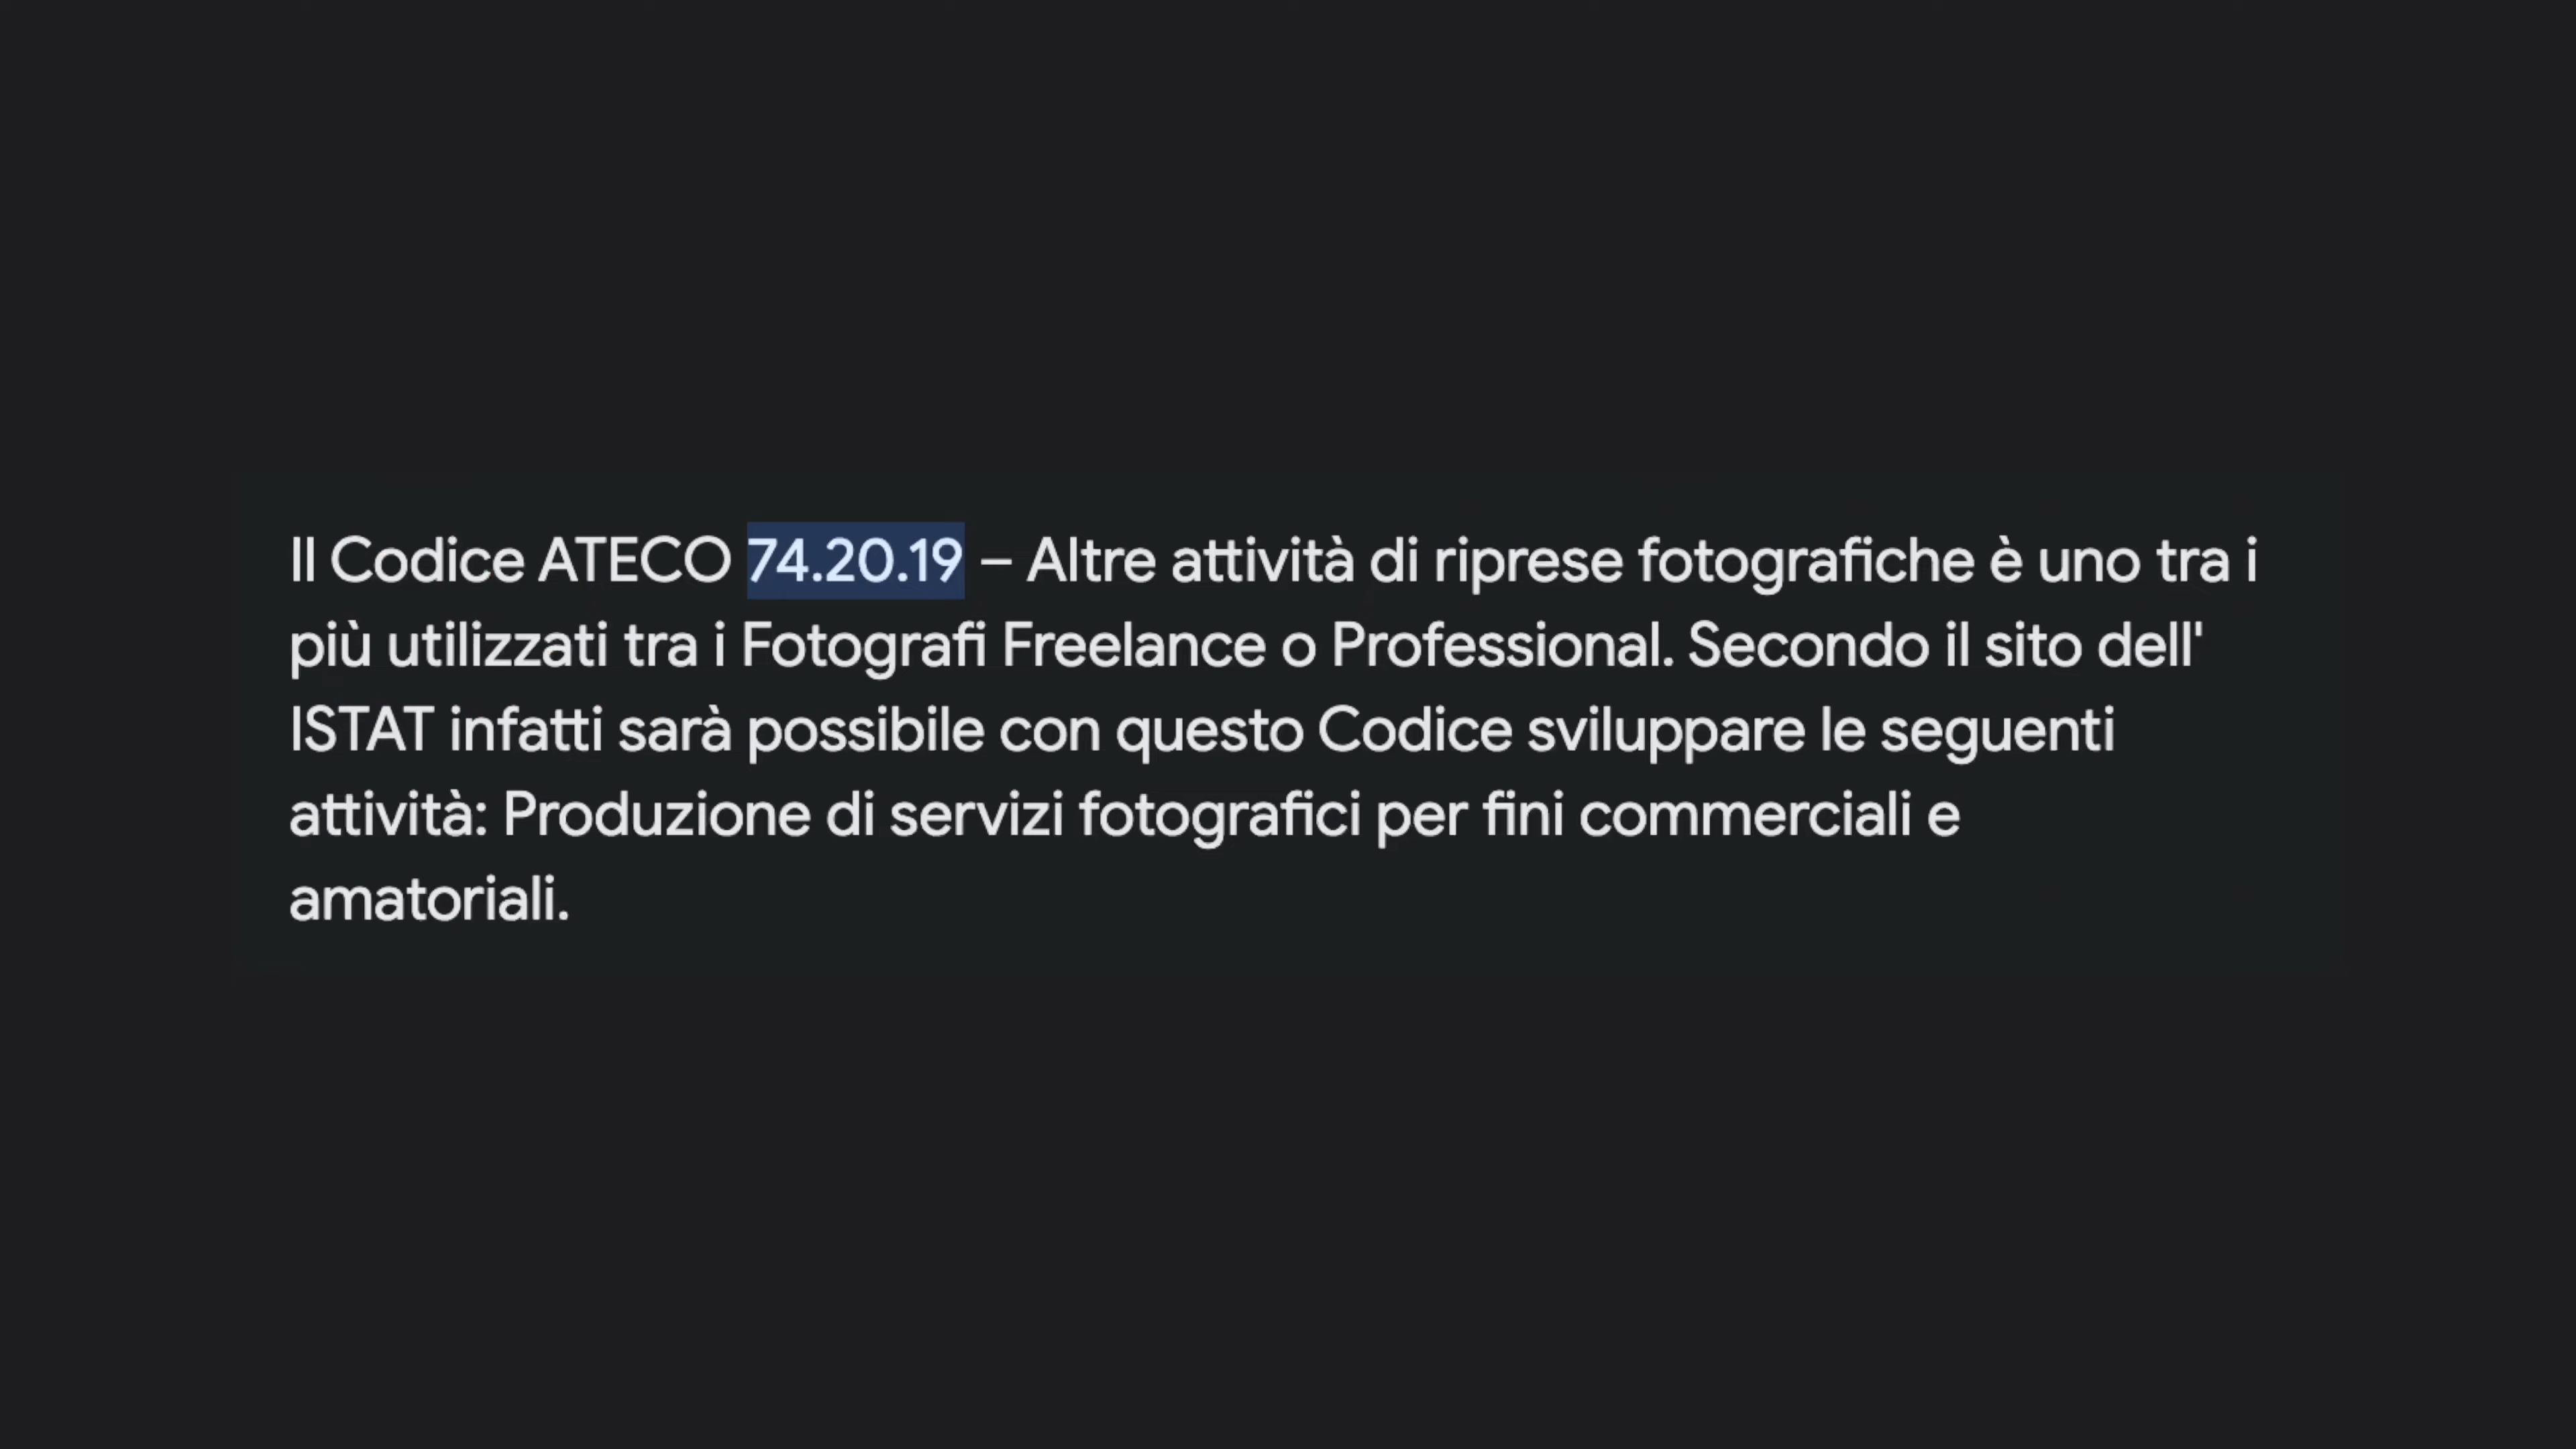 Il Codice ATECO 74.20.19 – Altre attività di riprese fotografiche è uno tra i
più utilizzati tra i Fotografi Freelance o Professional. Secondo il sito dell'
ISTAT infatti sarà possibile con questo Codice sviluppare le seguenti
attività: Produzione di servizi fotografici per fini commerciali e
amatoriali.